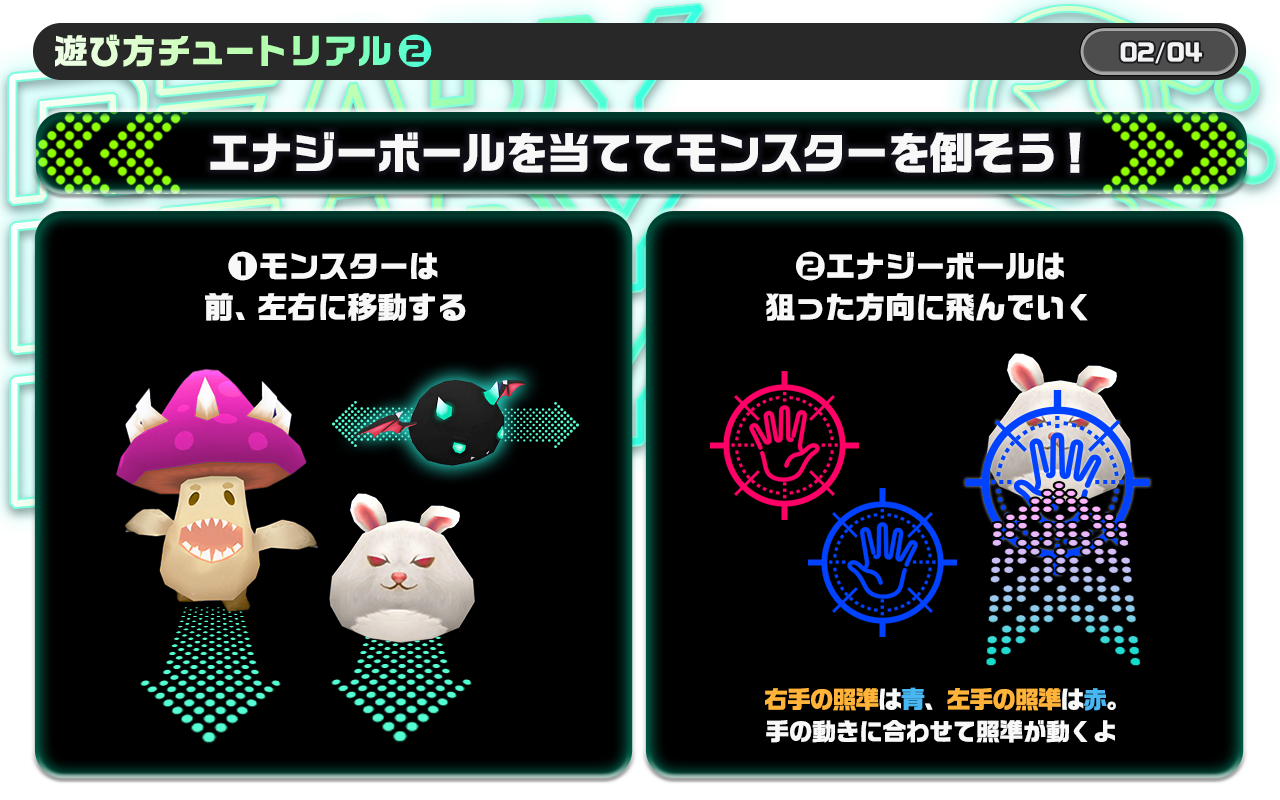 遊び方チュートリアル❷
02/04
エナジーボールを当ててモンスターを倒そう！
❶モンスターは
前、左右に移動する
❷エナジーボールは
狙った方向に飛んでいく
右手の照準は青、左手の照準は赤。
手の動きに合わせて照準が動くよ